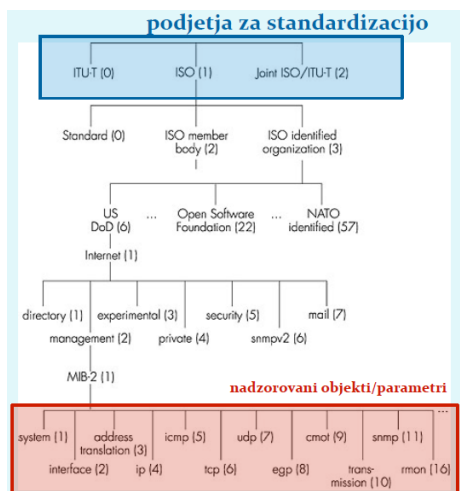 podjetja za standardizacijo
ITU-T (0) ISO (1) Joint ISO/ITU-T (2)
Standard (0) ISO member ISO identified
body (2) organization (3)
US ... Open Software ... NATO
DoD (6) Foundation (22) identified (57)
Internet (1)
directory (1) experimental (3) security (5) mail (7)
management (2) private (4) snmpv2 (6)
MIB-2 (1)
nadzorovani objekti/parametri
...
system (1) address icmp (5) udp (7) cmot (9) snmp (11)
translation (3)
interface (2) ip (4) tcp (6) egp (8) trans- rmon (16)
mission (10)